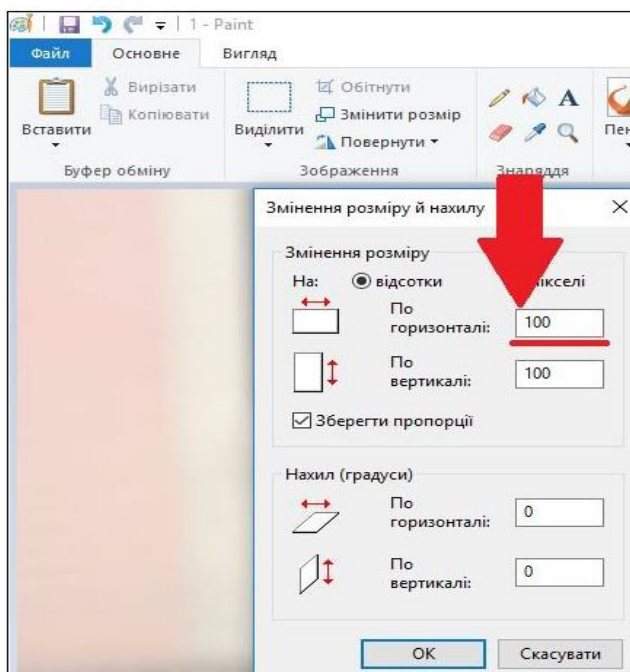 1 - Paint
Файл Основне Вигляд
Вставити
Вирізати
Копіювати
Буфер обміну
Виділити
Обітнути
Змінити розмір
Повернути
Зображення
A
Знаряддя
Змінення розміру й нахилу
Змінення розміру
На: відсотки
По горизонталі: 100
По вертикалі: 100
Зберегти пропорції
Нахил (градуси)
По горизонталі: 0
По вертикалі: 0
ОК Скасувати